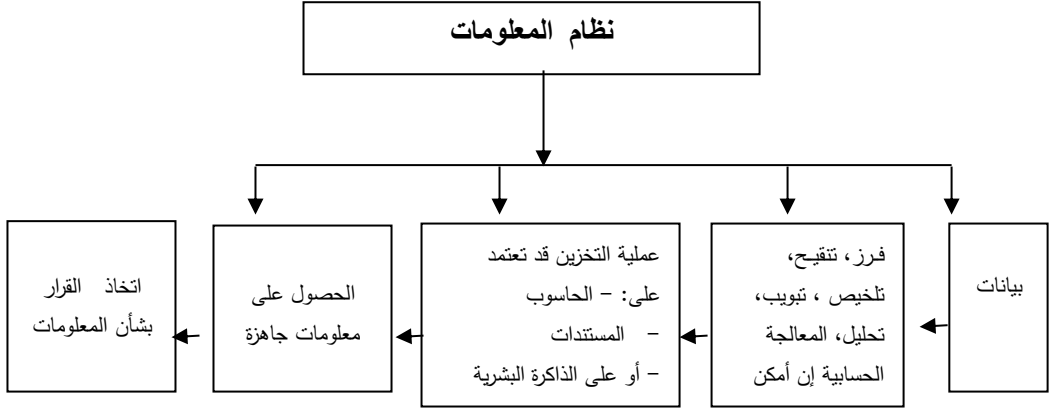 نظام المعلومات
بيانات
فرز، تنقيح،
تلخيص ، تبويب،
تحليل، المعالجة
الحسابية إن أمكن
عملية التخزين قد تعتمد
على: – الحاسوب
– المستندات
– أو على الذاكرة البشرية
الحصول على
معلومات جاهزة
اتخاذ القرار
بشأن المعلومات